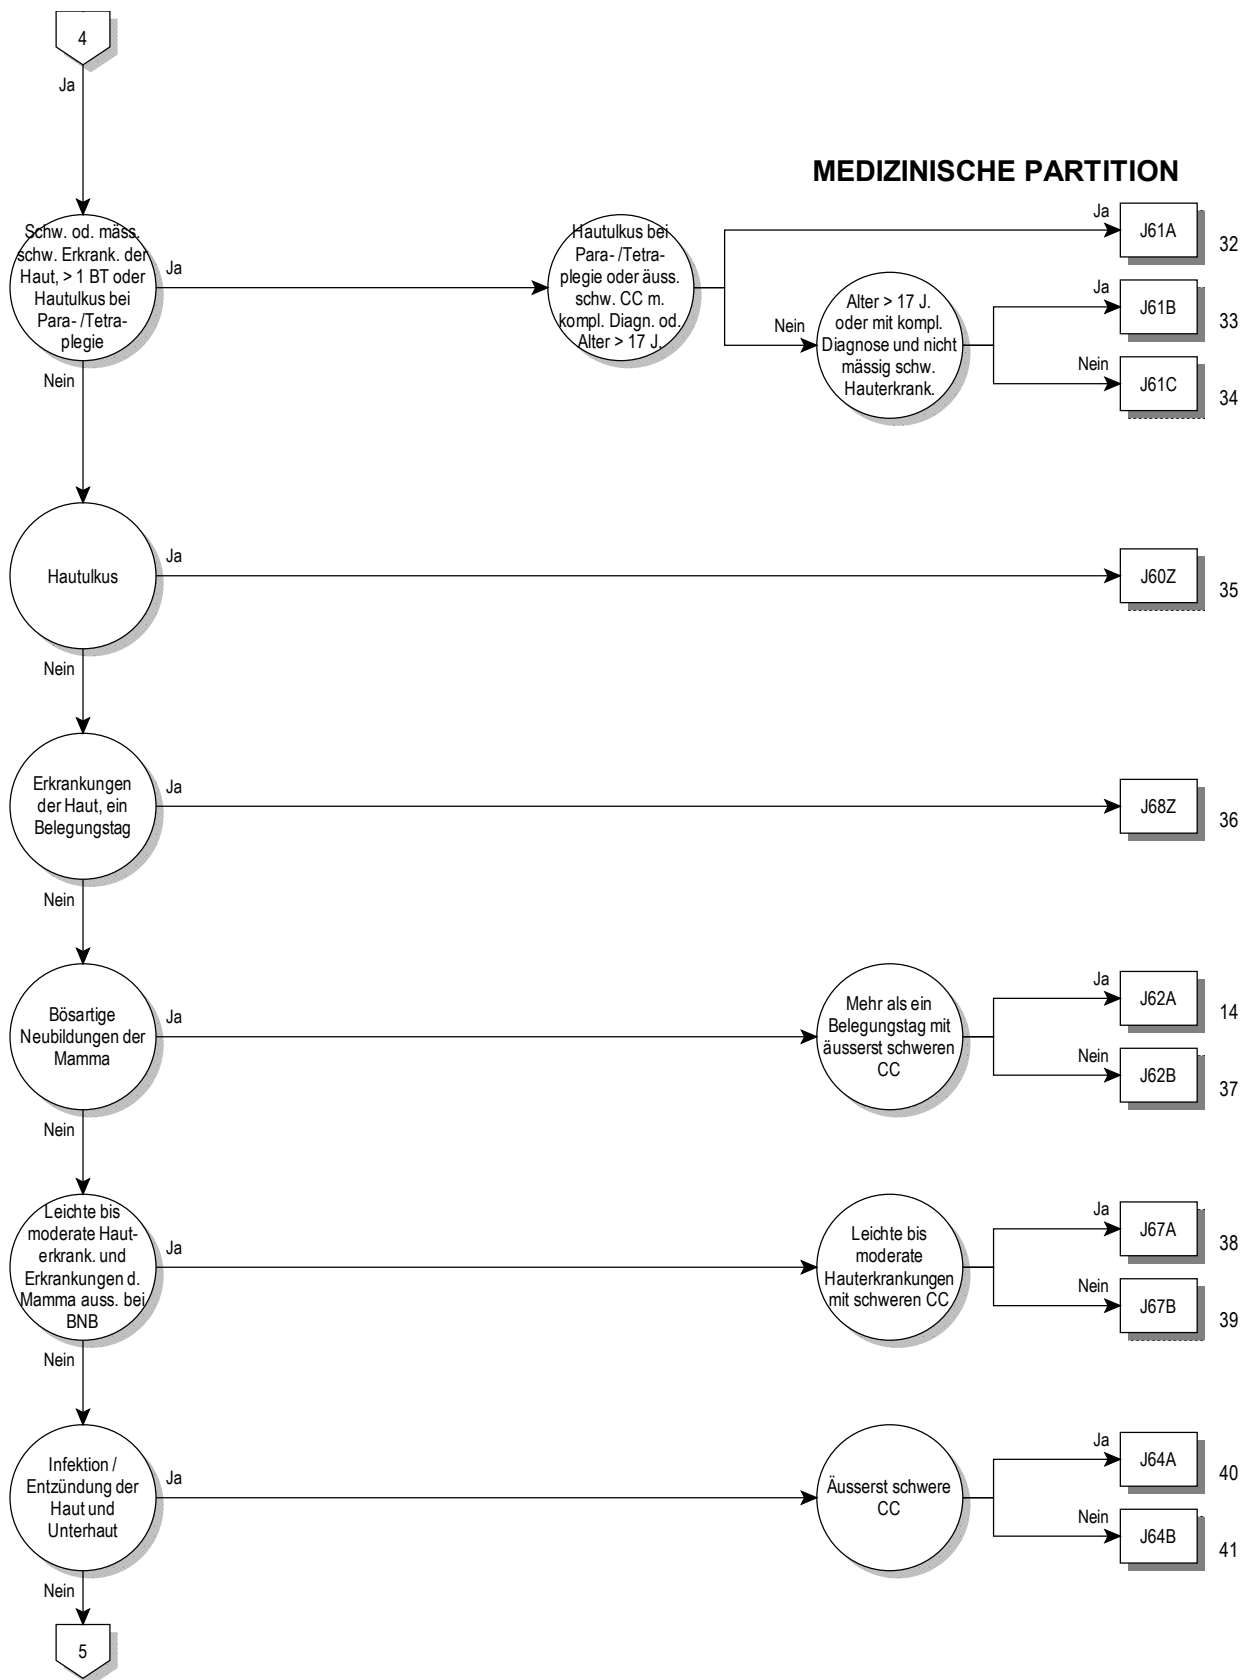 4
Ja
MEDIZINISCHE PARTITION
Schw. od. mäss.
schw. Erkrank. der
Haut, > 1 BT oder
Hautulkus bei
Para- /Tetra-
plegie
Ja
Hautulkus bei
Para- /Tetra-
plegie oder äuss.
schw. CC m.
kompl. Diagn. od.
Alter > 17 J.
Ja
J61A
32
Nein
Alter > 17 J.
oder mit kompl.
Diagnose und nicht
mässig schw.
Hauterkrank.
Ja
J61B
33
Nein
J61C
34
Nein
Hautulkus
Ja
J60Z
35
Nein
Erkrankungen
der Haut, ein
Belegungstag
Ja
J68Z
36
Nein
Bösartige
Neubildungen der
Mamma
Ja
Mehr als ein
Belegungstag mit
äusserst schweren
CC
Ja
J62A
14
Nein
J62B
37
Nein
Leichte bis
moderate Haut-
erkrank. und
Erkrankungen d.
Mamma auss. bei
BNB
Ja
Leichte bis
moderate
Hauterkrankungen
mit schweren CC
Ja
J67A
38
Nein
J67B
39
Nein
Infektion /
Entzündung der
Haut und
Unterhaut
Ja
Äusserst schwere
CC
Ja
J64A
40
Nein
J64B
41
Nein
5